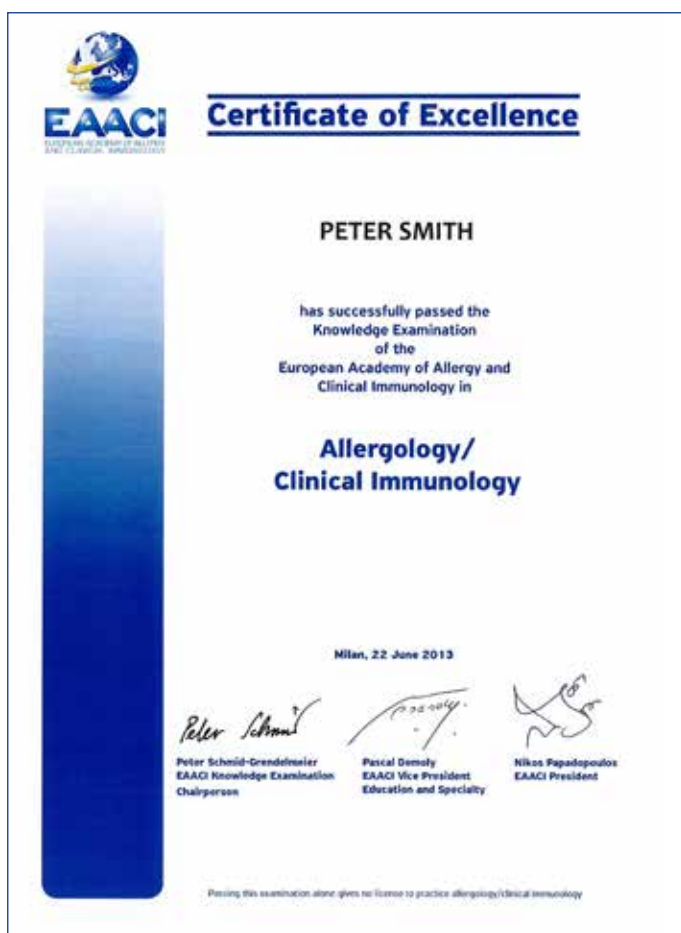 EAACI
EUROPEAN ACADEMY OF ALLERGY
AND CLINICAL IMMUNOLOGY
Certificate of Excellence
PETER SMITH
has successfully passed the
Knowledge Examination
of the
European Academy of Allergy and
Clinical Immunology in
Allergology/
Clinical Immunology
Milan, 22 June 2013
Peter Schmid
Peter Schmid-Grendelmeier
EAACI Knowledge Examination
Chairperson
Pascal Demoly
EAACI Vice President
Education and Specialty
Nikos Papadopoulos
EAACI President
Passing this examination alone gives no license to practice allergology/clinical immunology